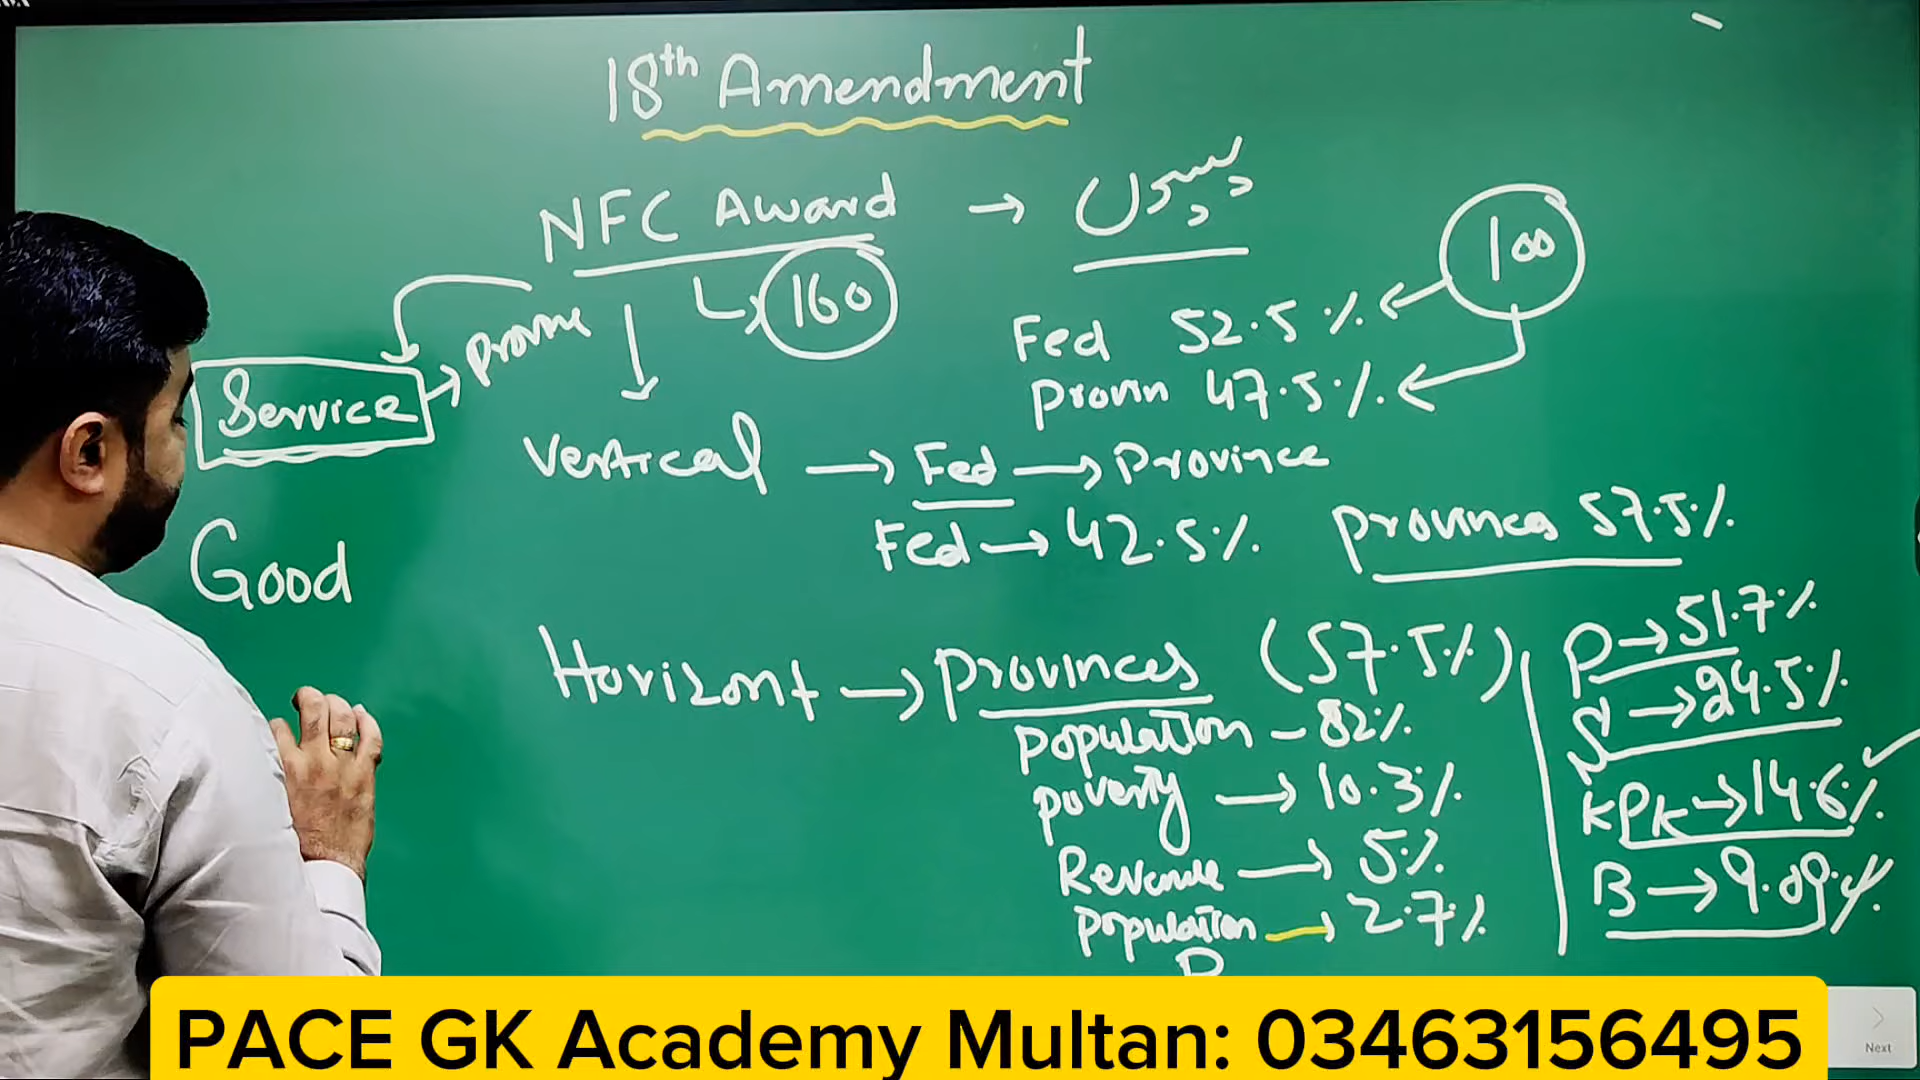 18th Amendment
NFC Award →
160
100
Service → province
Fed 52.5%
Provin 47.5%
Vertical → Fed → Province
Fed → 42.5% provinces 57.5%
Good
Horizont → Provinces (57.5%)
population - 82%
poverty → 10.3%
Revenue → 5%
population → 2.7%
D
P → 51.7%
S → 24.5%
KPK → 14.6%
B → 9.09%
PACE GK Academy Multan: 03463156495
Next